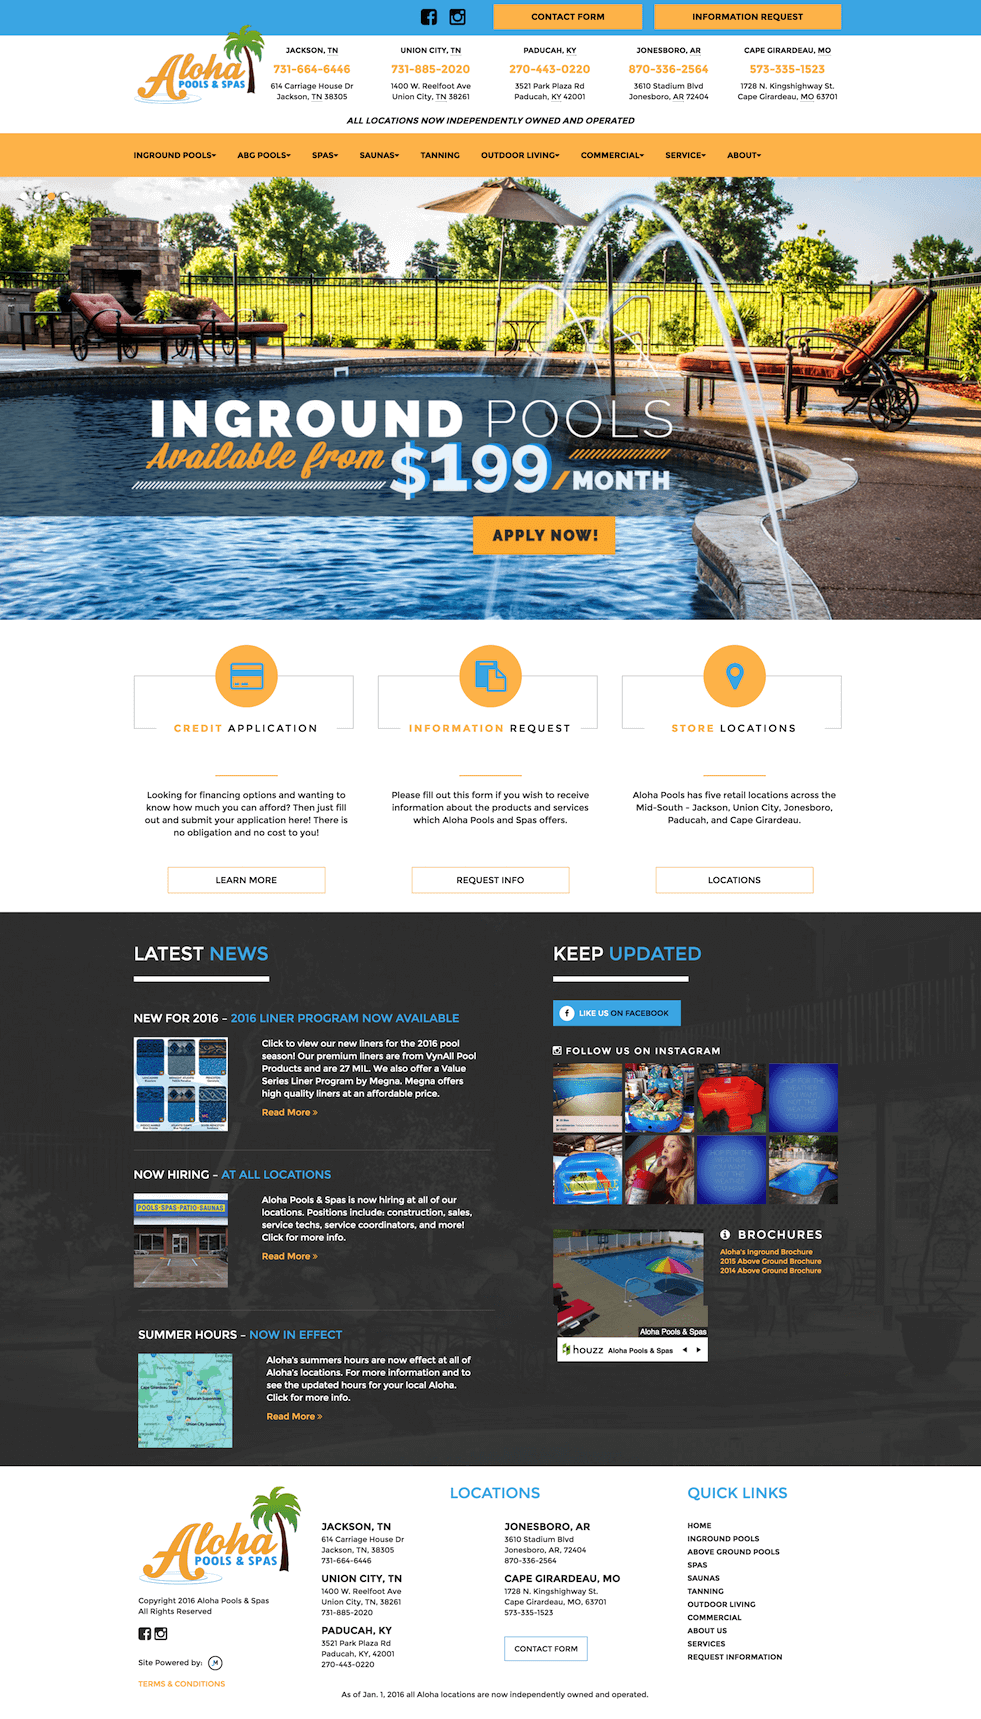 CONTACT FORM
INFORMATION REQUEST
Aloha
POOLS & SPAS
JACKSON, TN
731-664-6446
614 Carriage House Dr
Jackson, TN 38305
UNION CITY, TN
731-885-2020
1400 W. Reelfoot Ave
Union City, TN 38261
PADUCAH, KY
270-443-0220
3521 Park Plaza Rd
Paducah, KY 42001
JONESBORO, AR
870-336-2564
3610 Stadium Blvd
Jonesboro, AR 72404
CAPE GIRARDEAU, MO
573-335-1523
1728 N. Kingshighway St.
Cape Girardeau, MO 63701
ALL LOCATIONS NOW INDEPENDENTLY OWNED AND OPERATED
INGROUND POOLS
ABG POOLS
SPAS
SAUNAS
TANNING
OUTDOOR LIVING
COMMERCIAL
SERVICE
ABOUT
INGROUND POOLS
Available from
$199/MONTH
APPLY NOW!
CREDIT APPLICATION
Looking for financing options and wanting to
know how much you can afford? Then just fill
out and submit your application here! There is
no obligation and no cost to you!
LEARN MORE
INFORMATION REQUEST
Please fill out this form if you wish to receive
information about the products and services
which Aloha Pools and Spas offers.
REQUEST INFO
STORE LOCATIONS
Aloha Pools has five retail locations across the
Mid-South - Jackson, Union City, Jonesboro,
Paducah, and Cape Girardeau.
LOCATIONS
LATEST NEWS
NEW FOR 2016 – 2016 LINER PROGRAM NOW AVAILABLE
Click to view our new liners for the 2016 pool
season! Our premium liners are from VynAll Pool
Products and are 27 MIL. We also offer a Value
Series Liner Program by Megna. Megna offers
high quality liners at an affordable price.
Read More »
NOW HIRING – AT ALL LOCATIONS
POOLS-SPAS-PATIO-SAUNAS
Aloha Pools & Spas is now hiring at all of our
locations. Positions include: construction, sales,
service techs, service coordinators, and more!
Click for more info.
Read More »
SUMMER HOURS – NOW IN EFFECT
Aloha's summers hours are now effect at all of
Aloha's locations. For more information and to
see the updated hours for your local Aloha.
Click for more info.
Read More »
KEEP UPDATED
f LIKE US ON FACEBOOK
FOLLOW US ON INSTAGRAM
Aloha Pools & Spas
houzz Aloha Pools & Spas
BROCHURES
Aloha's Inground Brochure
2015 Above Ground Brochure
2014 Above Ground Brochure
Aloha
POOLS & SPAS
Copyright 2016 Aloha Pools & Spas
All Rights Reserved
Site Powered by:
TERMS & CONDITIONS
LOCATIONS
JACKSON, TN
614 Carriage House Dr
Jackson, TN, 38305
731-664-6446
UNION CITY, TN
1400 W. Reelfoot Ave
Union City, TN, 38261
731-885-2020
PADUCAH, KY
3521 Park Plaza Rd
Paducah, KY, 42001
270-443-0220
JONESBORO, AR
3610 Stadium Blvd
Jonesboro, AR, 72404
870-336-2564
CAPE GIRARDEAU, MO
1728 N. Kingshighway St.
Cape Girardeau, MO, 63701
573-335-1523
CONTACT FORM
QUICK LINKS
HOME
INGROUND POOLS
ABOVE GROUND POOLS
SPAS
SAUNAS
TANNING
OUTDOOR LIVING
COMMERCIAL
ABOUT US
SERVICES
REQUEST INFORMATION
As of Jan. 1, 2016 all Aloha locations are now independently owned and operated.